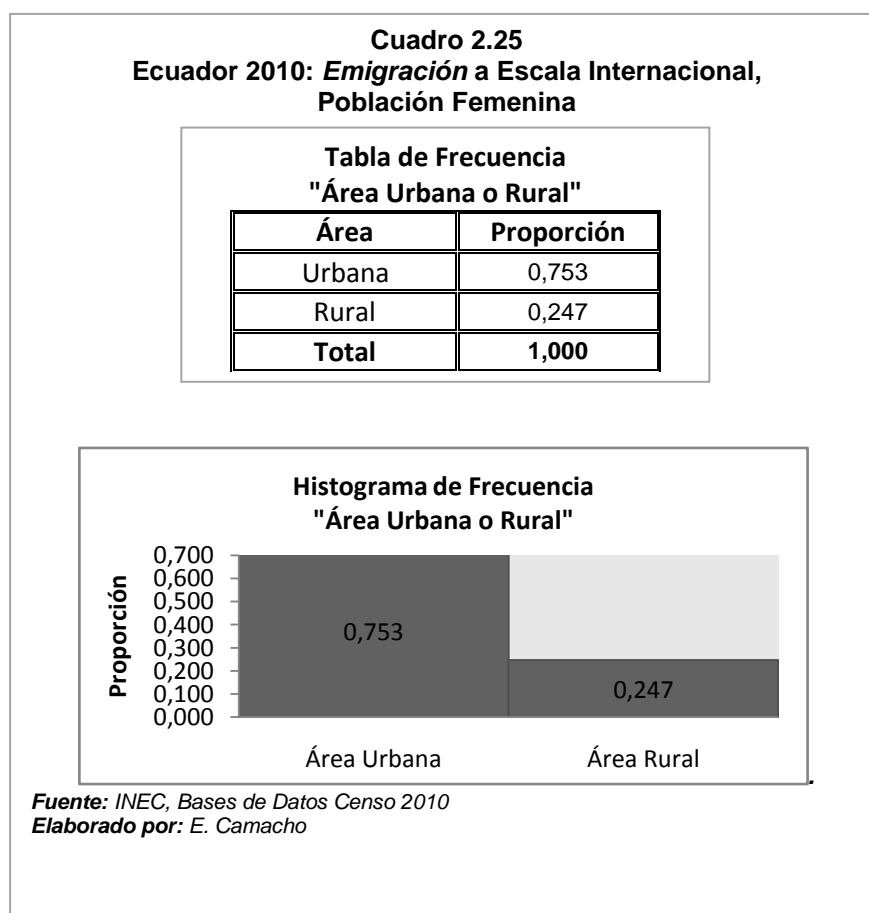 Cuadro 2.25
Ecuador 2010: Emigración a Escala Internacional,
Población Femenina
Tabla de Frecuencia
"Área Urbana o Rural"
Área Proporción
Urbana 0,753
Rural 0,247
Total 1,000
Histograma de Frecuencia
"Área Urbana o Rural"
Proporción
0,700
0,600
0,500
0,400
0,300
0,200
0,100
0,000
0,753
0,247
Área Urbana Área Rural
.
Fuente: INEC, Bases de Datos Censo 2010
Elaborado por: E. Camacho